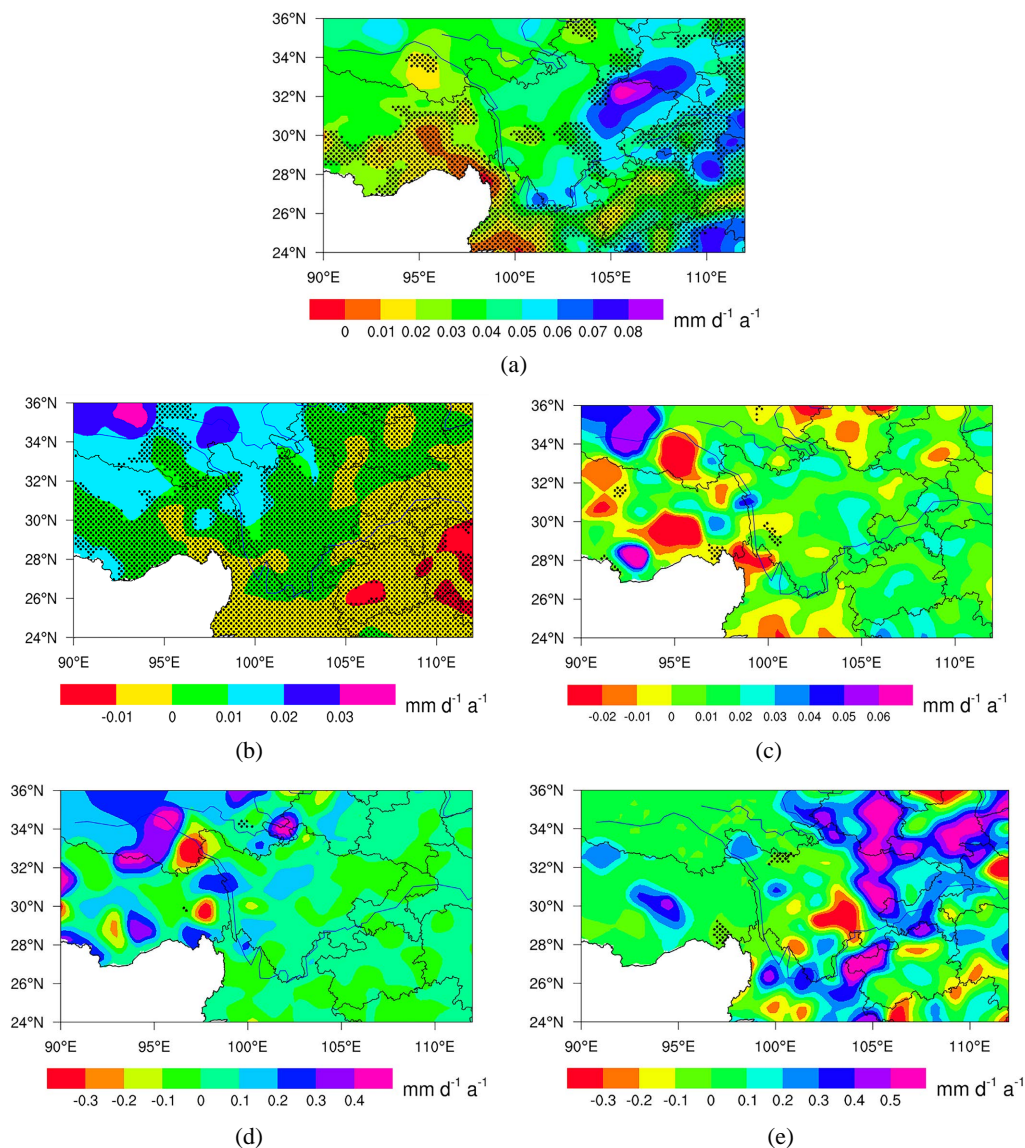 36°N
34°N
32°N
30°N
28°N
26°N
24°N
90°E 95°E 100°E 105°E 110°E
0 0.01 0.02 0.03 0.04 0.05 0.06 0.07 0.08 mm d⁻¹ a⁻¹
(a)
36°N
34°N
32°N
30°N
28°N
26°N
24°N
90°E 95°E 100°E 105°E 110°E
-0.01 0 0.01 0.02 0.03 mm d⁻¹ a⁻¹
(b)
36°N
34°N
32°N
30°N
28°N
26°N
24°N
90°E 95°E 100°E 105°E 110°E
-0.02 -0.01 0 0.01 0.02 0.03 0.04 0.05 0.06 mm d⁻¹ a⁻¹
(c)
36°N
34°N
32°N
30°N
28°N
26°N
24°N
90°E 95°E 100°E 105°E 110°E
-0.3 -0.2 -0.1 0 0.1 0.2 0.3 0.4 mm d⁻¹ a⁻¹
(d)
36°N
34°N
32°N
30°N
28°N
26°N
24°N
90°E 95°E 100°E 105°E 110°E
-0.3 -0.2 -0.1 0 0.1 0.2 0.3 0.4 0.5 mm d⁻¹ a⁻¹
(e)